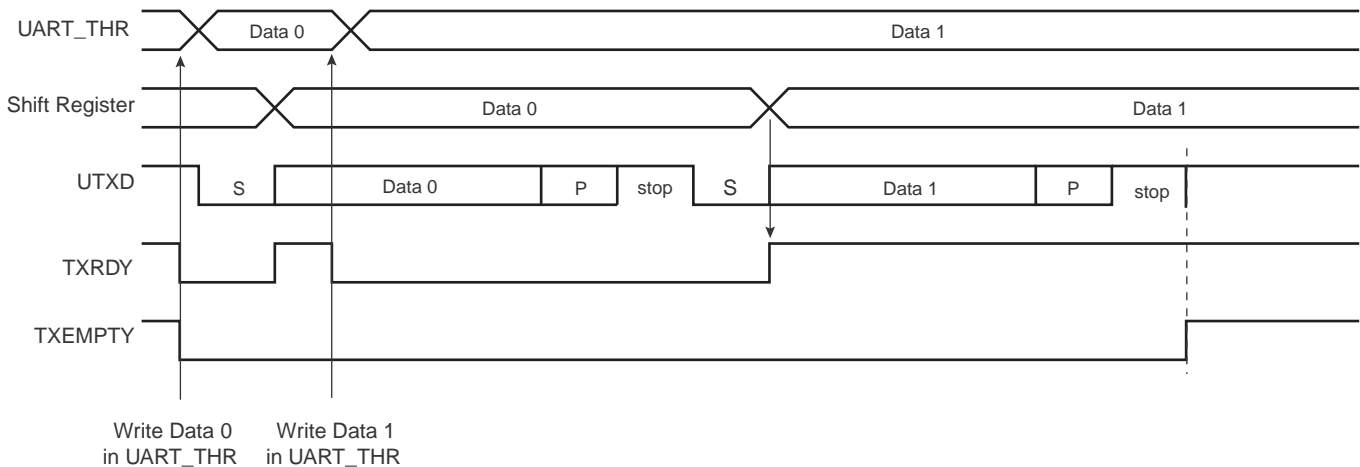 UART_THR Data 0 Data 1
Shift Register Data 0 Data 1
UTXD S Data 0 P stop S Data 1 P stop
TXRDY
TXEMPTY
Write Data 0 Write Data 1
in UART_THR in UART_THR